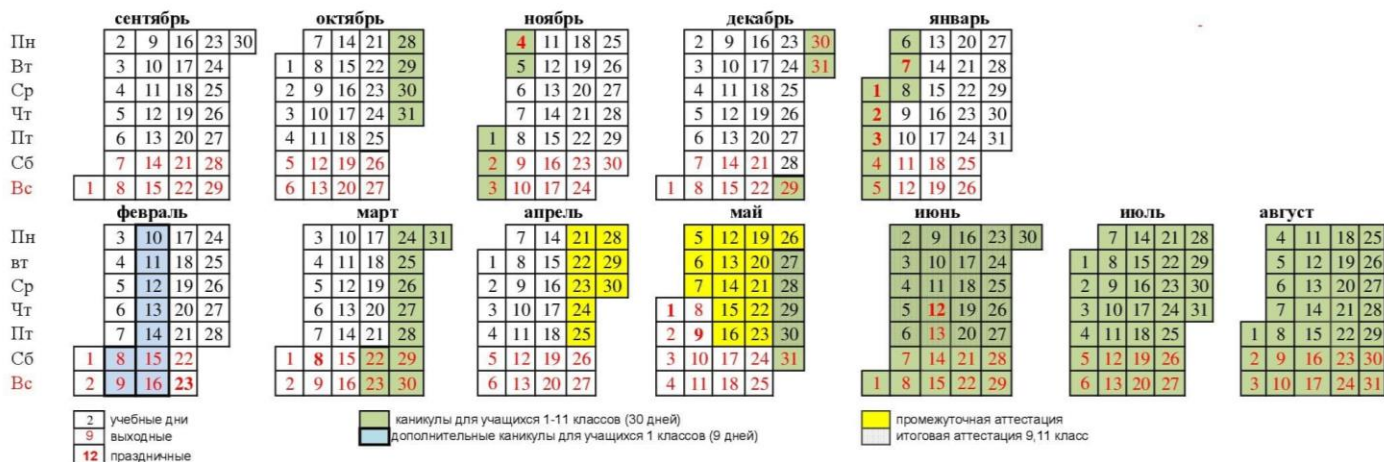 сентябрь октябрь ноябрь декабрь январь
Пн 2 9 16 23 30 7 14 21 28 4 11 18 25 2 9 16 23 30 6 13 20 27
Вт 3 10 17 24 1 8 15 22 29 5 12 19 26 3 10 17 24 31 7 14 21 28
Ср 4 11 18 25 2 9 16 23 30 6 13 20 27 4 11 18 25 1 8 15 22 29
Чт 5 12 19 26 3 10 17 24 31 7 14 21 28 5 12 19 26 2 9 16 23 30
Пт 6 13 20 27 4 11 18 25 1 8 15 22 29 6 13 20 27 3 10 17 24 31
Сб 7 14 21 28 5 12 19 26 2 9 16 23 30 7 14 21 28 4 11 18 25
Вс 1 8 15 22 29 6 13 20 27 3 10 17 24 1 8 15 22 29 5 12 19 26
февраль март апрель май июнь июль август
Пн 3 10 17 24 3 10 17 24 31 7 14 21 28 5 12 19 26 2 9 16 23 30 7 14 21 28 4 11 18 25
вт 4 11 18 25 4 11 18 25 1 8 15 22 29 6 13 20 27 3 10 17 24 1 8 15 22 29 5 12 19 26
Ср 5 12 19 26 5 12 19 26 2 9 16 23 30 7 14 21 28 4 11 18 25 2 9 16 23 30 6 13 20 27
Чт 6 13 20 27 6 13 20 27 3 10 17 24 1 8 15 22 29 5 12 19 26 3 10 17 24 31 7 14 21 28
Пт 7 14 21 28 7 14 21 28 4 11 18 25 2 9 16 23 30 6 13 20 27 4 11 18 25 1 8 15 22 29
Сб 1 8 15 22 1 8 15 22 29 5 12 19 26 3 10 17 24 31 7 14 21 28 5 12 19 26 2 9 16 23 30
Вс 2 9 16 23 2 9 16 23 30 6 13 20 27 4 11 18 25 1 8 15 22 29 6 13 20 27 3 10 17 24 31
2 учебные дни каникулы для учащихся 1-11 классов (30 дней) промежуточная аттестация
9 выходные дополнительные каникулы для учащихся 1 классов (9 дней) итоговая аттестация 9,11 класс
12 праздничные